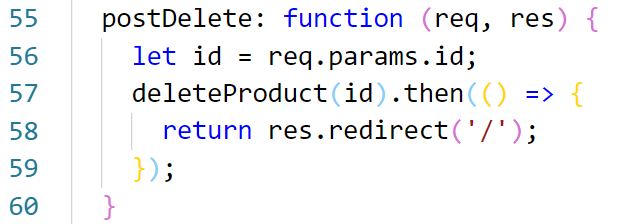 55 postDelete: function (req, res) {
56 let id = req.params.id;
57 deleteProduct(id).then(() => {
58 return res.redirect('/');
59 });
60 }